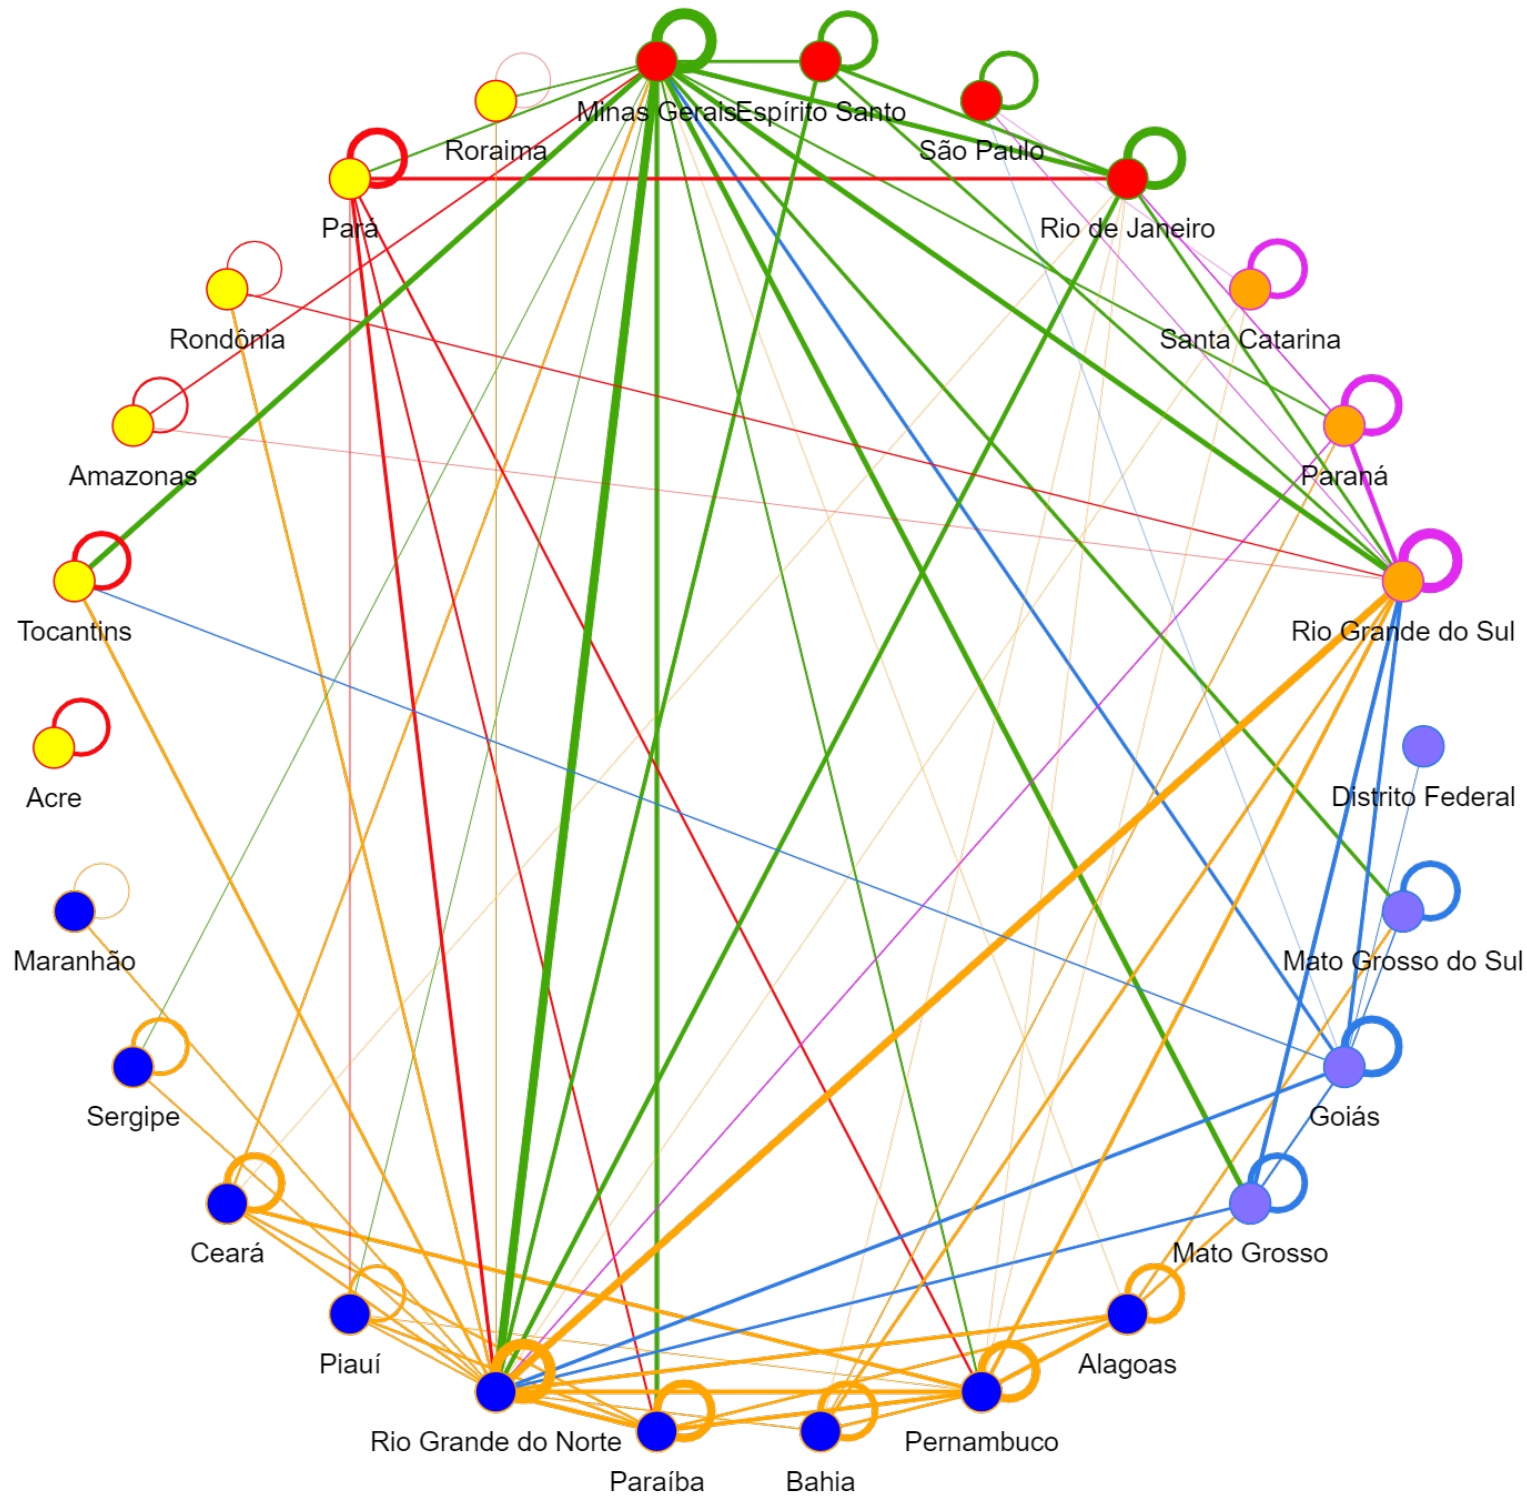 Minas Gerais
Espírito Santo
Roraima
São Paulo
Pará
Rio de Janeiro
Rondônia
Santa Catarina
Amazonas
Paraná
Tocantins
Rio Grande do Sul
Acre
Distrito Federal
Maranhão
Mato Grosso do Sul
Sergipe
Goiás
Ceará
Mato Grosso
Piauí
Alagoas
Rio Grande do Norte
Pernambuco
Paraíba
Bahia